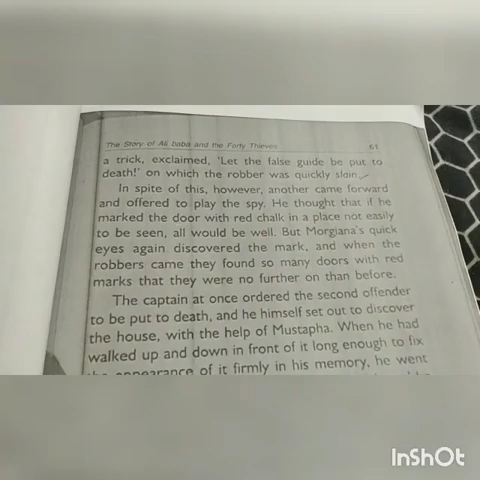 The Story of Ali baba and the Forty Thieves 61
a trick, exclaimed, 'Let the false guide be put to
death!' on which the robber was quickly slain.
In spite of this, however, another came forward
and offered to play the spy. He thought that if he
marked the door with red chalk in a place not easily
to be seen, all would be well. But Morgiana's quick
eyes again discovered the mark, and when the
robbers came they found so many doors with red
marks that they were no further on than before.
The captain at once ordered the second offender
to be put to death, and he himself set out to discover
the house, with the help of Mustapha. When he had
walked up and down in front of it long enough to fix
appearance of it firmly in his memory, he went
InShOt